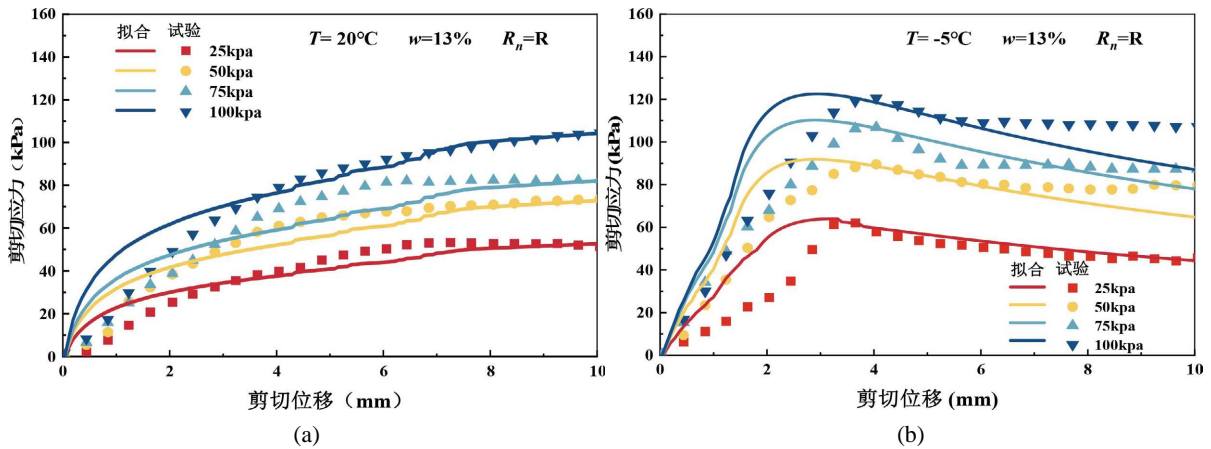 (a)
160
140
120
100
80
60
40
20
0
剪切应力（kPa）
拟合 试验
25kpa
50kpa
75kpa
100kpa
T= 20°C w=13% Rn=R
0 2 4 6 8 10
剪切位移（mm）
(a)
(b)
160
140
120
100
80
60
40
20
0
剪切应力(kPa)
T= -5°C w=13% Rn=R
拟合 试验
25kpa
50kpa
75kpa
100kpa
0 2 4 6 8 10
剪切位移 (mm)
(b)